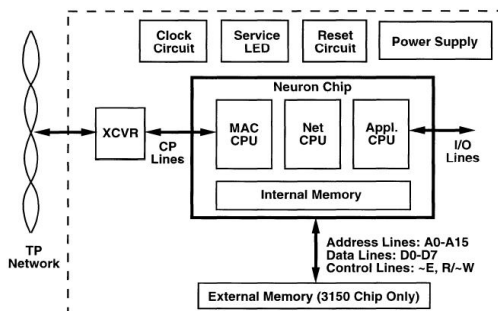 Clock
Circuit
Service
LED
Reset
Circuit
Power Supply
Neuron Chip
XCVR
CP
Lines
MAC
CPU
Net
CPU
Appl.
CPU
I/O
Lines
Internal Memory
TP
Network
Address Lines: A0-A15
Data Lines: D0-D7
Control Lines: ~E, R/~W
External Memory (3150 Chip Only)